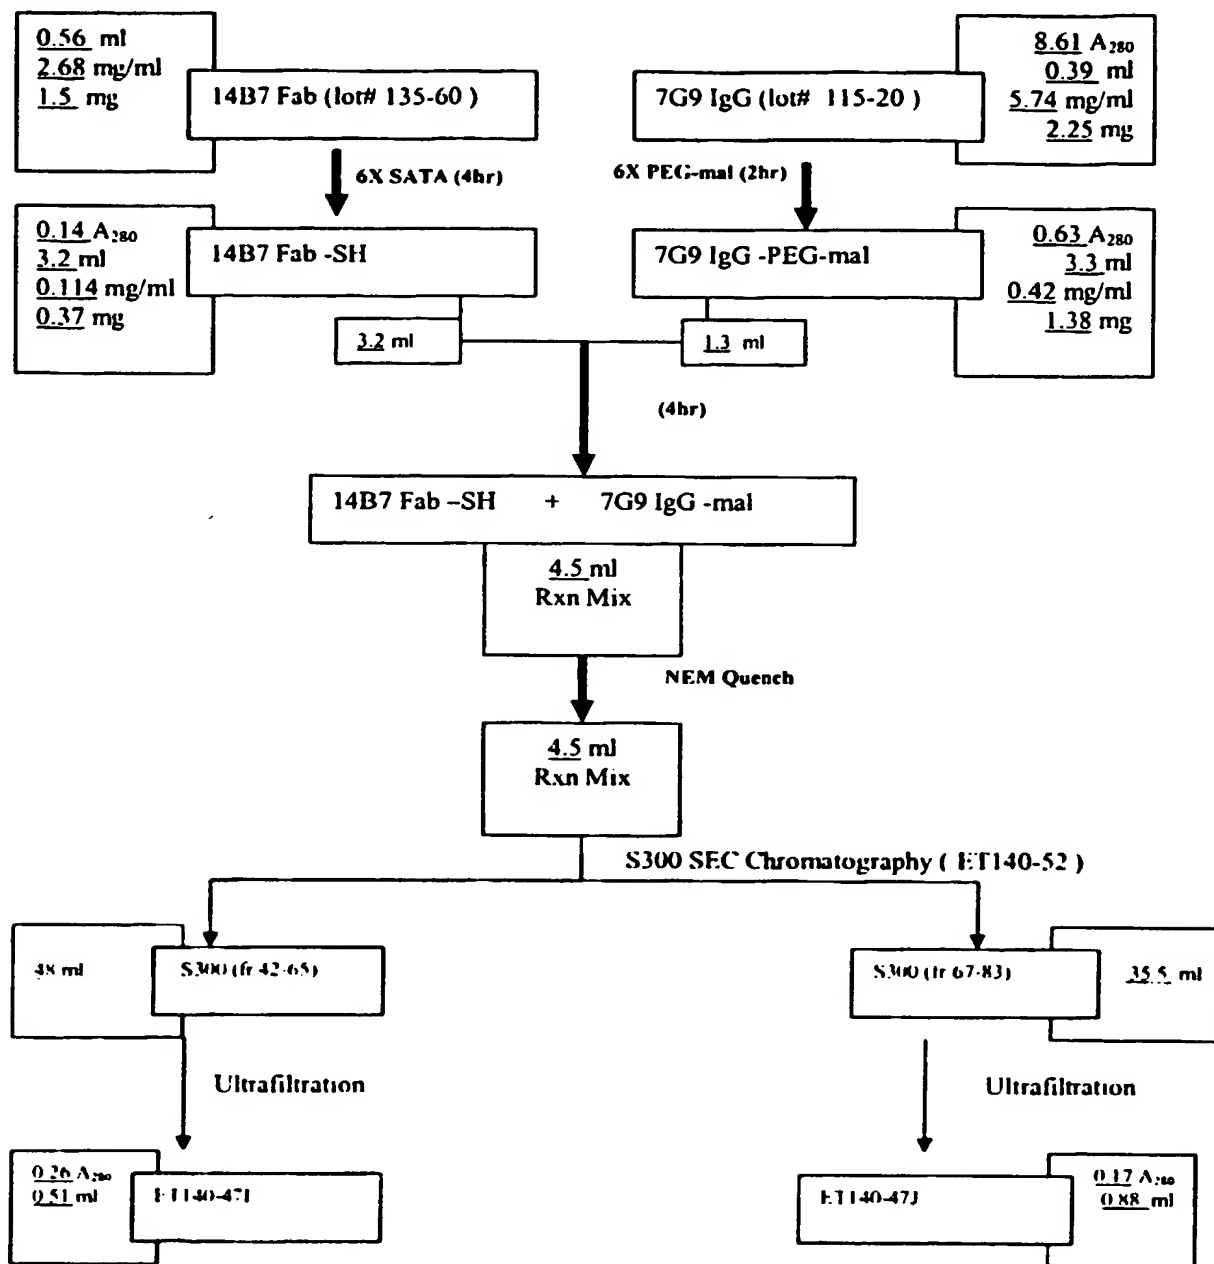 0.56 ml
2.68 mg/ml
1.5 mg
14B7 Fab (lot# 135-60 )
7G9 IgG (lot# 115-20 )
8.61 A280
0.39 ml
5.74 mg/ml
2.25 mg
6X SATA (4hr)
6X PEG-mal (2hr)
0.14 A280
3.2 ml
0.114 mg/ml
0.37 mg
14B7 Fab -SH
7G9 IgG -PEG-mal
0.63 A280
3.3 ml
0.42 mg/ml
1.38 mg
3.2 ml
1.3 ml
(4hr)
14B7 Fab –SH + 7G9 IgG -mal
4.5 ml
Rxn Mix
NEM Quench
4.5 ml
Rxn Mix
S300 SEC Chromatography ( ET140-52 )
48 ml
S300 (fr 42-65)
S300 (fr 67-83)
35.5 ml
Ultrafiltration
Ultrafiltration
0.26 A280
0.51 ml
ET140-47I
ET140-47J
0.17 A280
0.88 ml